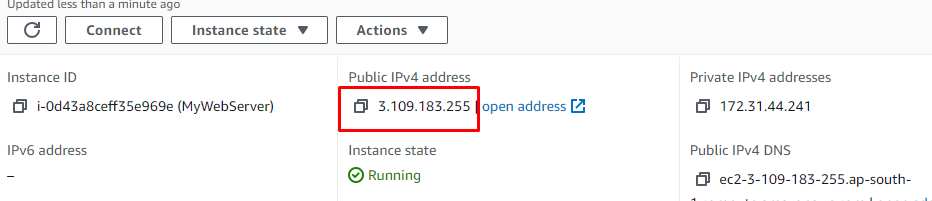 Updated less than a minute ago
Connect Instance state Actions
Instance ID Public IPv4 address Private IPv4 addresses
i-0d43a8ceff35e969e (MyWebServer) 3.109.183.255 | open address 172.31.44.241
IPv6 address Instance state Public IPv4 DNS
– Running ec2-3-109-183-255.ap-south-